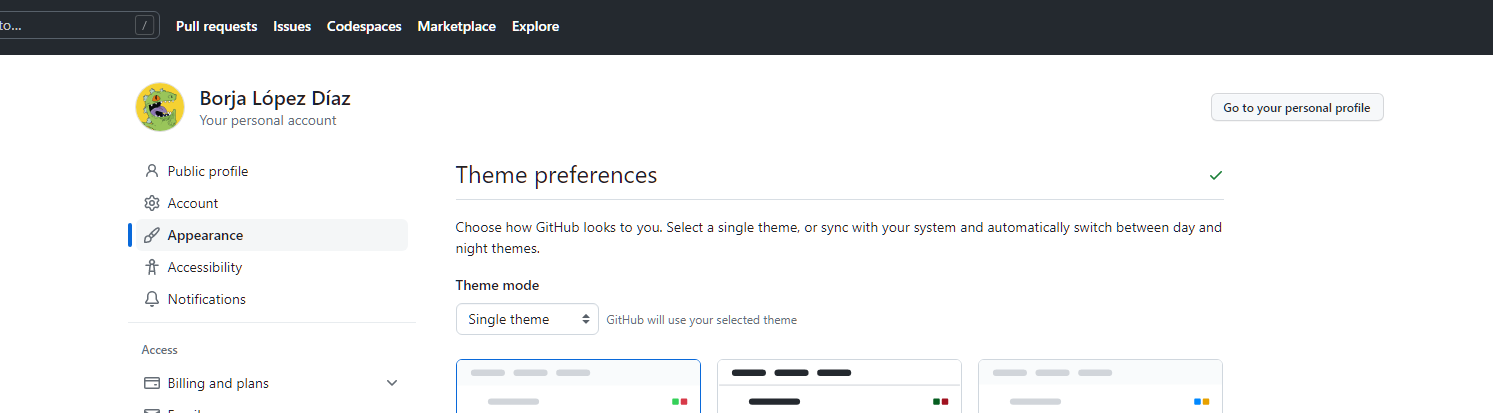 to... / Pull requests Issues Codespaces Marketplace Explore
Borja López Díaz
Your personal account
Go to your personal profile
Public profile
Account
Appearance
Accessibility
Notifications
Access
Billing and plans
Theme preferences
Choose how GitHub looks to you. Select a single theme, or sync with your system and automatically switch between day and
night themes.
Theme mode
Single theme GitHub will use your selected theme